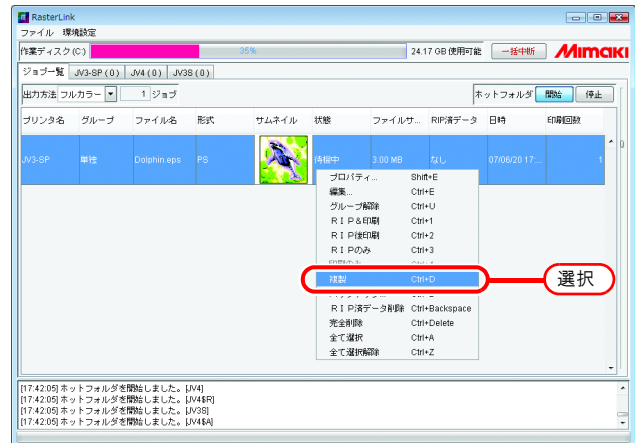 RasterLink
ファイル 環境設定
作業ディスク(C:) 35% 24.17 GB 使用可能 一括中断 Mimaki
ジョブ一覧 JV3-SP (0) JV4 (0) JV3S (0)
出力方法 フルカラー 1 ジョブ ホットフォルダ 開始 停止
プリンタ名 グループ ファイル名 形式 サムネイル 状態 ファイルサ... RIP済データ 日時 印刷回数
JV3-SP 単独 Dolphin.eps PS 待機中 3.00 MB なし 07/06/20 17:... 1
プロパティ... Shift+E
編集... Ctrl+E
グループ解除 Ctrl+U
RIP&印刷 Ctrl+1
RIP後印刷 Ctrl+2
RIPのみ Ctrl+3
複製 Ctrl+D
選択
RIP済データ削除 Ctrl+Backspace
完全削除 Ctrl+Delete
全て選択 Ctrl+A
全て選択解除 Ctrl+Z
[17:42:05] ホットフォルダを開始しました。[JV4]
[17:42:05] ホットフォルダを開始しました。[JV4$R]
[17:42:05] ホットフォルダを開始しました。[JV3S]
[17:42:05] ホットフォルダを開始しました。[JV4$A]